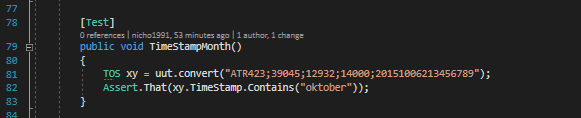 77
78 [Test]
0 references | nicho1991, 53 minutes ago | 1 author, 1 change
79 public void TimeStampMonth()
80 {
81 TOS xy = uut.convert("ATR423;39045;12932;14000;20151006213456789");
82 Assert.That(xy.TimeStamp.Contains("oktober"));
83 }
84